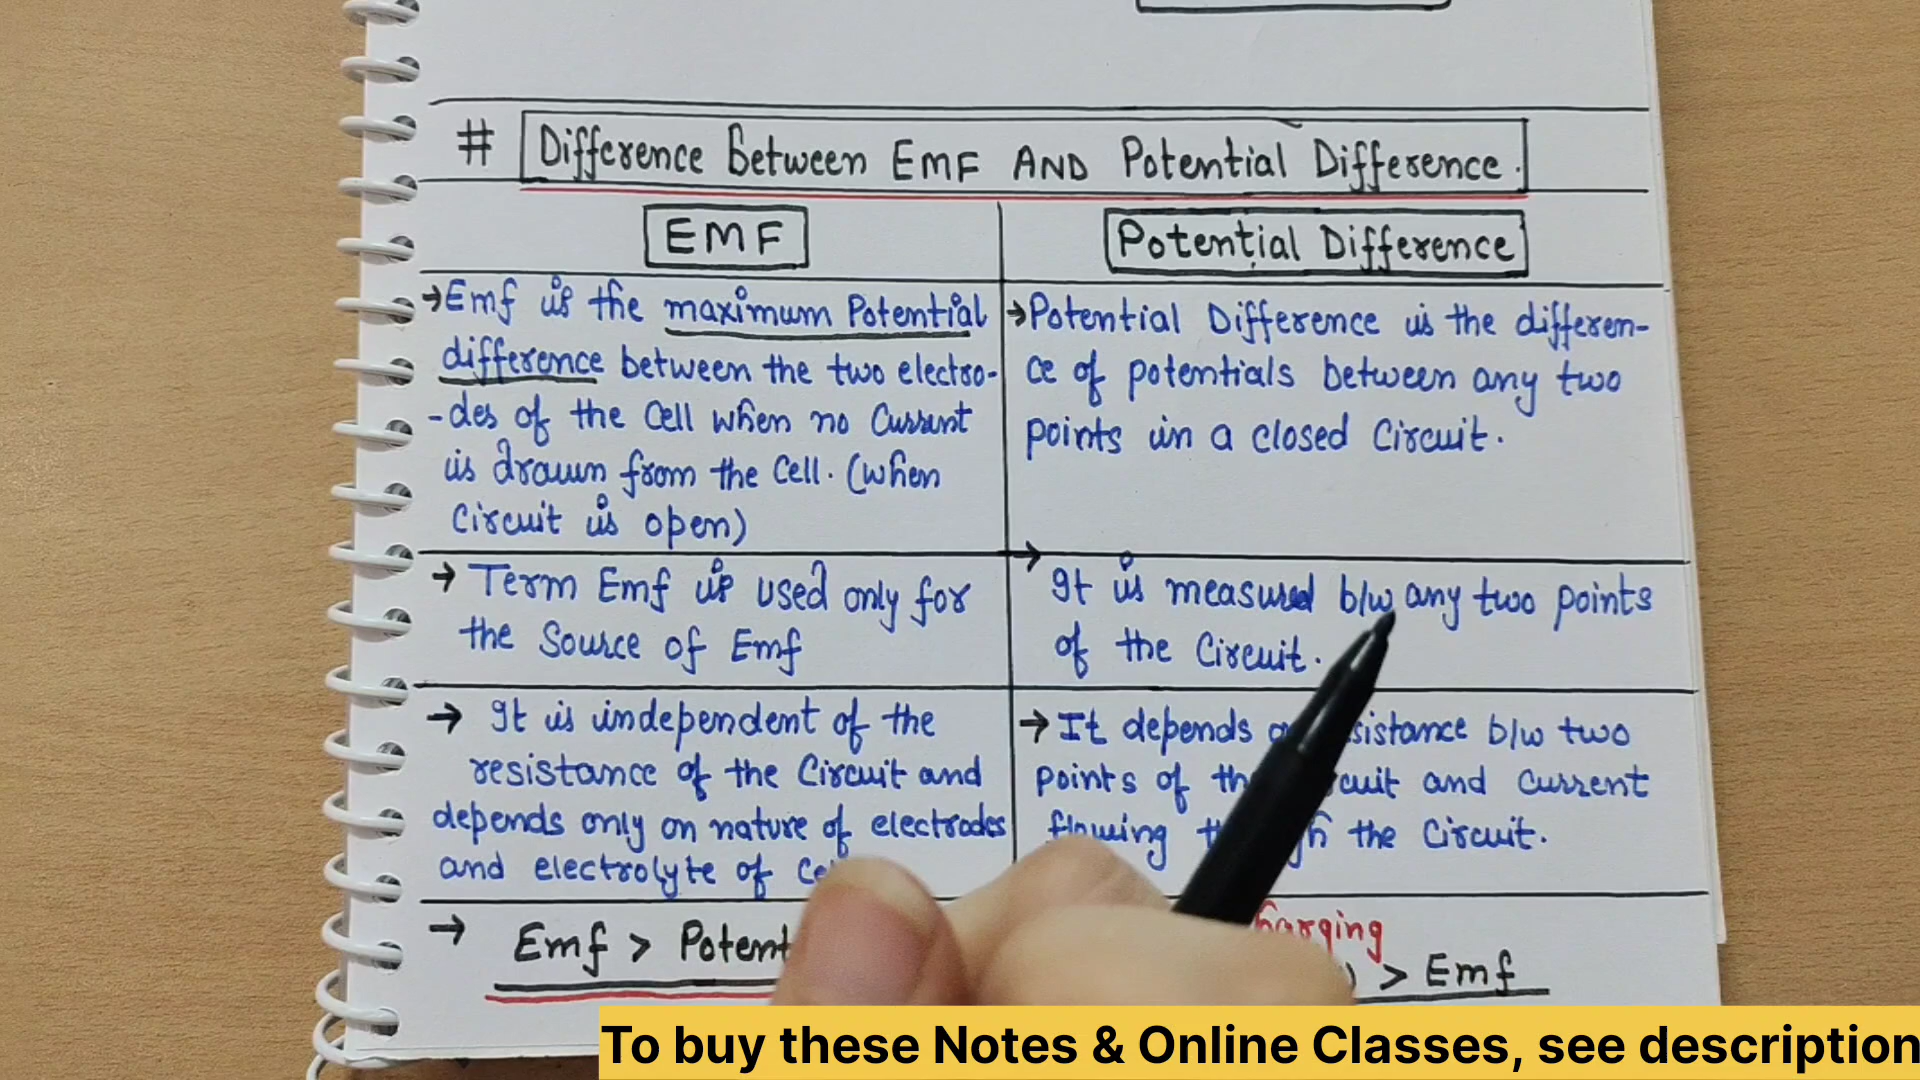 # Difference between EMF AND Potential Difference.
EMF
→ Emf is the maximum Potential
difference between the two electro-
-des of the Cell when no Current
is drawn from the Cell. (when
Circuit is open)
→ Term Emf is used only for
the Source of Emf
→ It is independent of the
resistance of the Circuit and
depends only on nature of electrodes
and electrolyte of
→ Emf >
Potential Difference
→ Potential Difference is the differen-
ce of potentials between any two
points in a closed Circuit.
→ It is measured b/w any two points
of the Circuit.
→ It depends b/w two
points of and Current
flowing the Circuit.
> Emf
To buy these Notes & Online Classes, see description